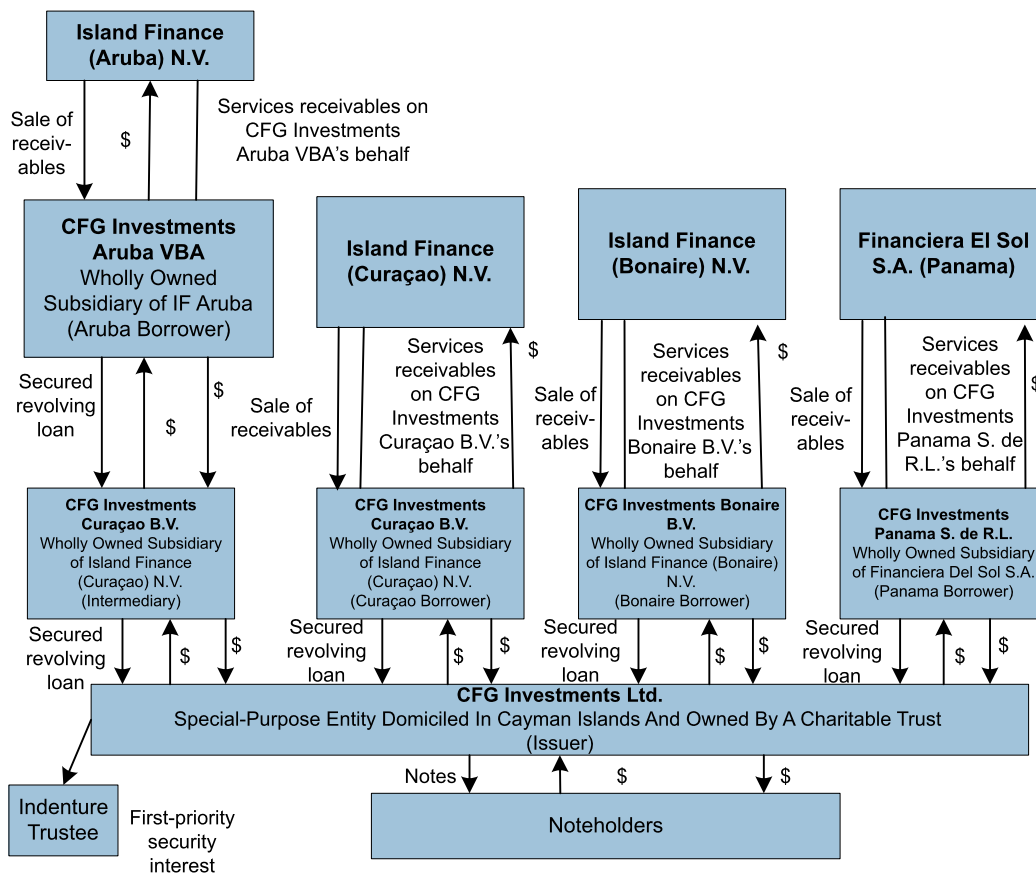 Island Finance
(Aruba) N.V.
Sale of
receiv-
ables
$
Services receivables on
CFG Investments
Aruba VBA's behalf
CFG Investments
Aruba VBA
Wholly Owned
Subsidiary of IF Aruba
(Aruba Borrower)
Island Finance
(Curaçao) N.V.
Island Finance
(Bonaire) N.V.
Financiera El Sol
S.A. (Panama)
Secured
revolving
loan
$
$
Sale of
receivables
Services
receivables
on CFG
Investments
Curaçao B.V.'s
behalf
$
Sale of
receiv-
ables
Services
receivables
on CFG
Investments
Bonaire B.V.'s
behalf
$
Sale of
receiv-
ables
Services
receivables
on CFG
Investments
Panama S. de
R.L.'s behalf
$
CFG Investments
Curaçao B.V.
Wholly Owned Subsidiary
of Island Finance
(Curaçao) N.V.
(Intermediary)
CFG Investments
Curaçao B.V.
Wholly Owned Subsidiary
of Island Finance
(Curaçao) N.V.
(Curaçao Borrower)
CFG Investments Bonaire
B.V.
Wholly Owned Subsidiary
of Island Finance (Bonaire)
N.V.
(Bonaire Borrower)
CFG Investments
Panama S. de R.L.
Wholly Owned Subsidiary
of Financiera Del Sol S.A.
(Panama Borrower)
Secured
revolving
loan
$
$
Secured
revolving
loan
$
$
Secured
revolving
loan
$
$
Secured
revolving
loan
$
$
CFG Investments Ltd.
Special-Purpose Entity Domiciled In Cayman Islands And Owned By A Charitable Trust
(Issuer)
Notes
$
$
Indenture
Trustee
First-priority
security
interest
Noteholders